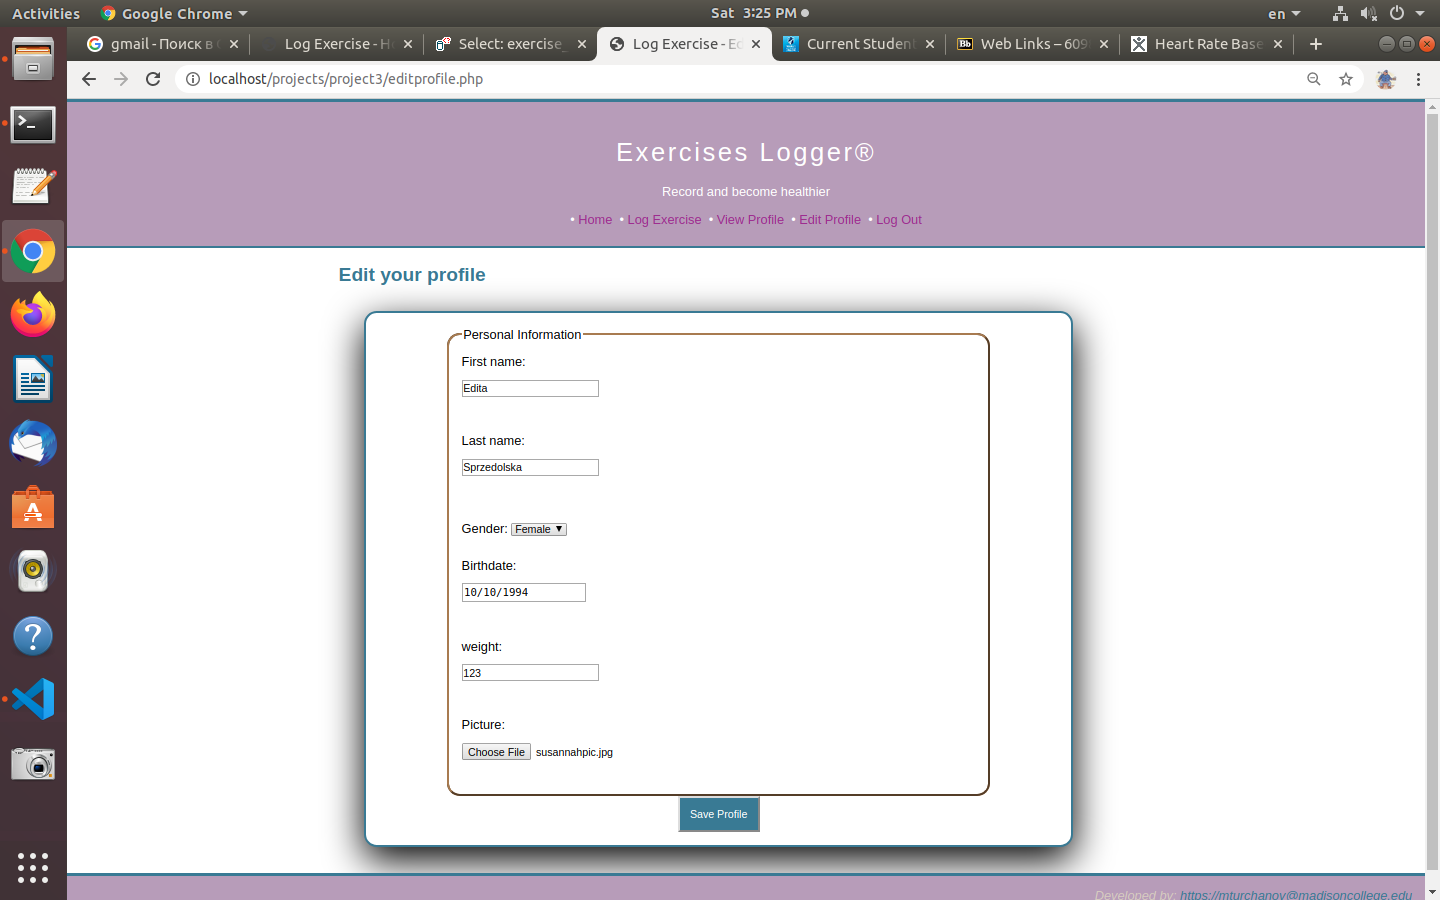 Activities Google Chrome Sat 3:25 PM en
gmail - Поиск в Log Exercise - Select: exercise_ Log Exercise - Ed Current Student Web Links – 609 Heart Rate Base
localhost/projects/project3/editprofile.php
Exercises Logger®
Record and become healthier
• Home • Log Exercise • View Profile • Edit Profile • Log Out
Edit your profile
Personal Information
First name:
Edita
Last name:
Sprzedolska
Gender: Female
Birthdate:
10/10/1994
weight:
123
Picture:
Choose File susannahpic.jpg
Save Profile
Developed by: https://mturchanov@madisoncollege.edu